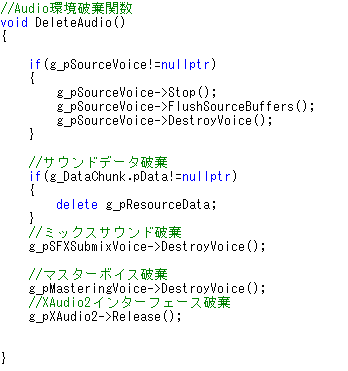 //Audio環境破棄関数
void DeleteAudio()
{
if(g_pSourceVoice!=nullptr)
{
g_pSourceVoice->Stop();
g_pSourceVoice->FlushSourceBuffers();
g_pSourceVoice->DestroyVoice();
}
//サウンドデータ破棄
if(g_DataChunk.pData!=nullptr)
{
delete g_pResourceData;
}
//ミックスサウンド破棄
g_pSFXSubmixVoice->DestroyVoice();
//マスターボイス破棄
g_pMasteringVoice->DestroyVoice();
//XAudio2インターフェース破棄
g_pXAudio2->Release();
}